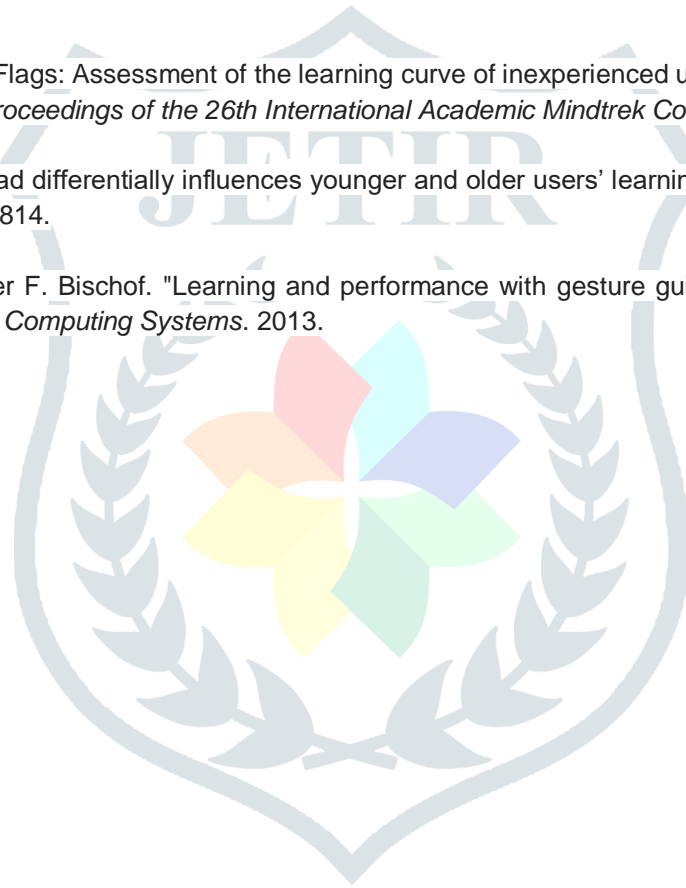 Flags: Assessment of the learning curve of inexperienced u
roceedings of the 26th International Academic Mindtrek Co
JETIR
ad differentially influences younger and older users' learnin
814.
er F. Bischof. "Learning and performance with gesture gui
Computing Systems. 2013.